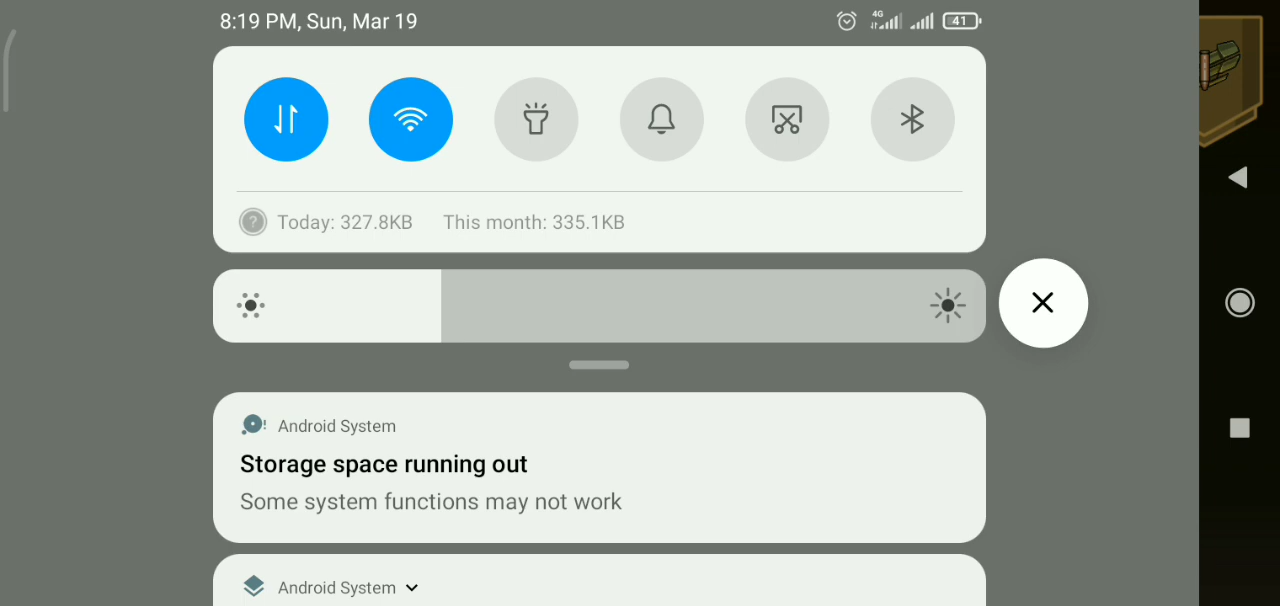 8:19 PM, Sun, Mar 19
4G
41
Today: 327.8KB This month: 335.1KB
Android System
Storage space running out
Some system functions may not work
Android System